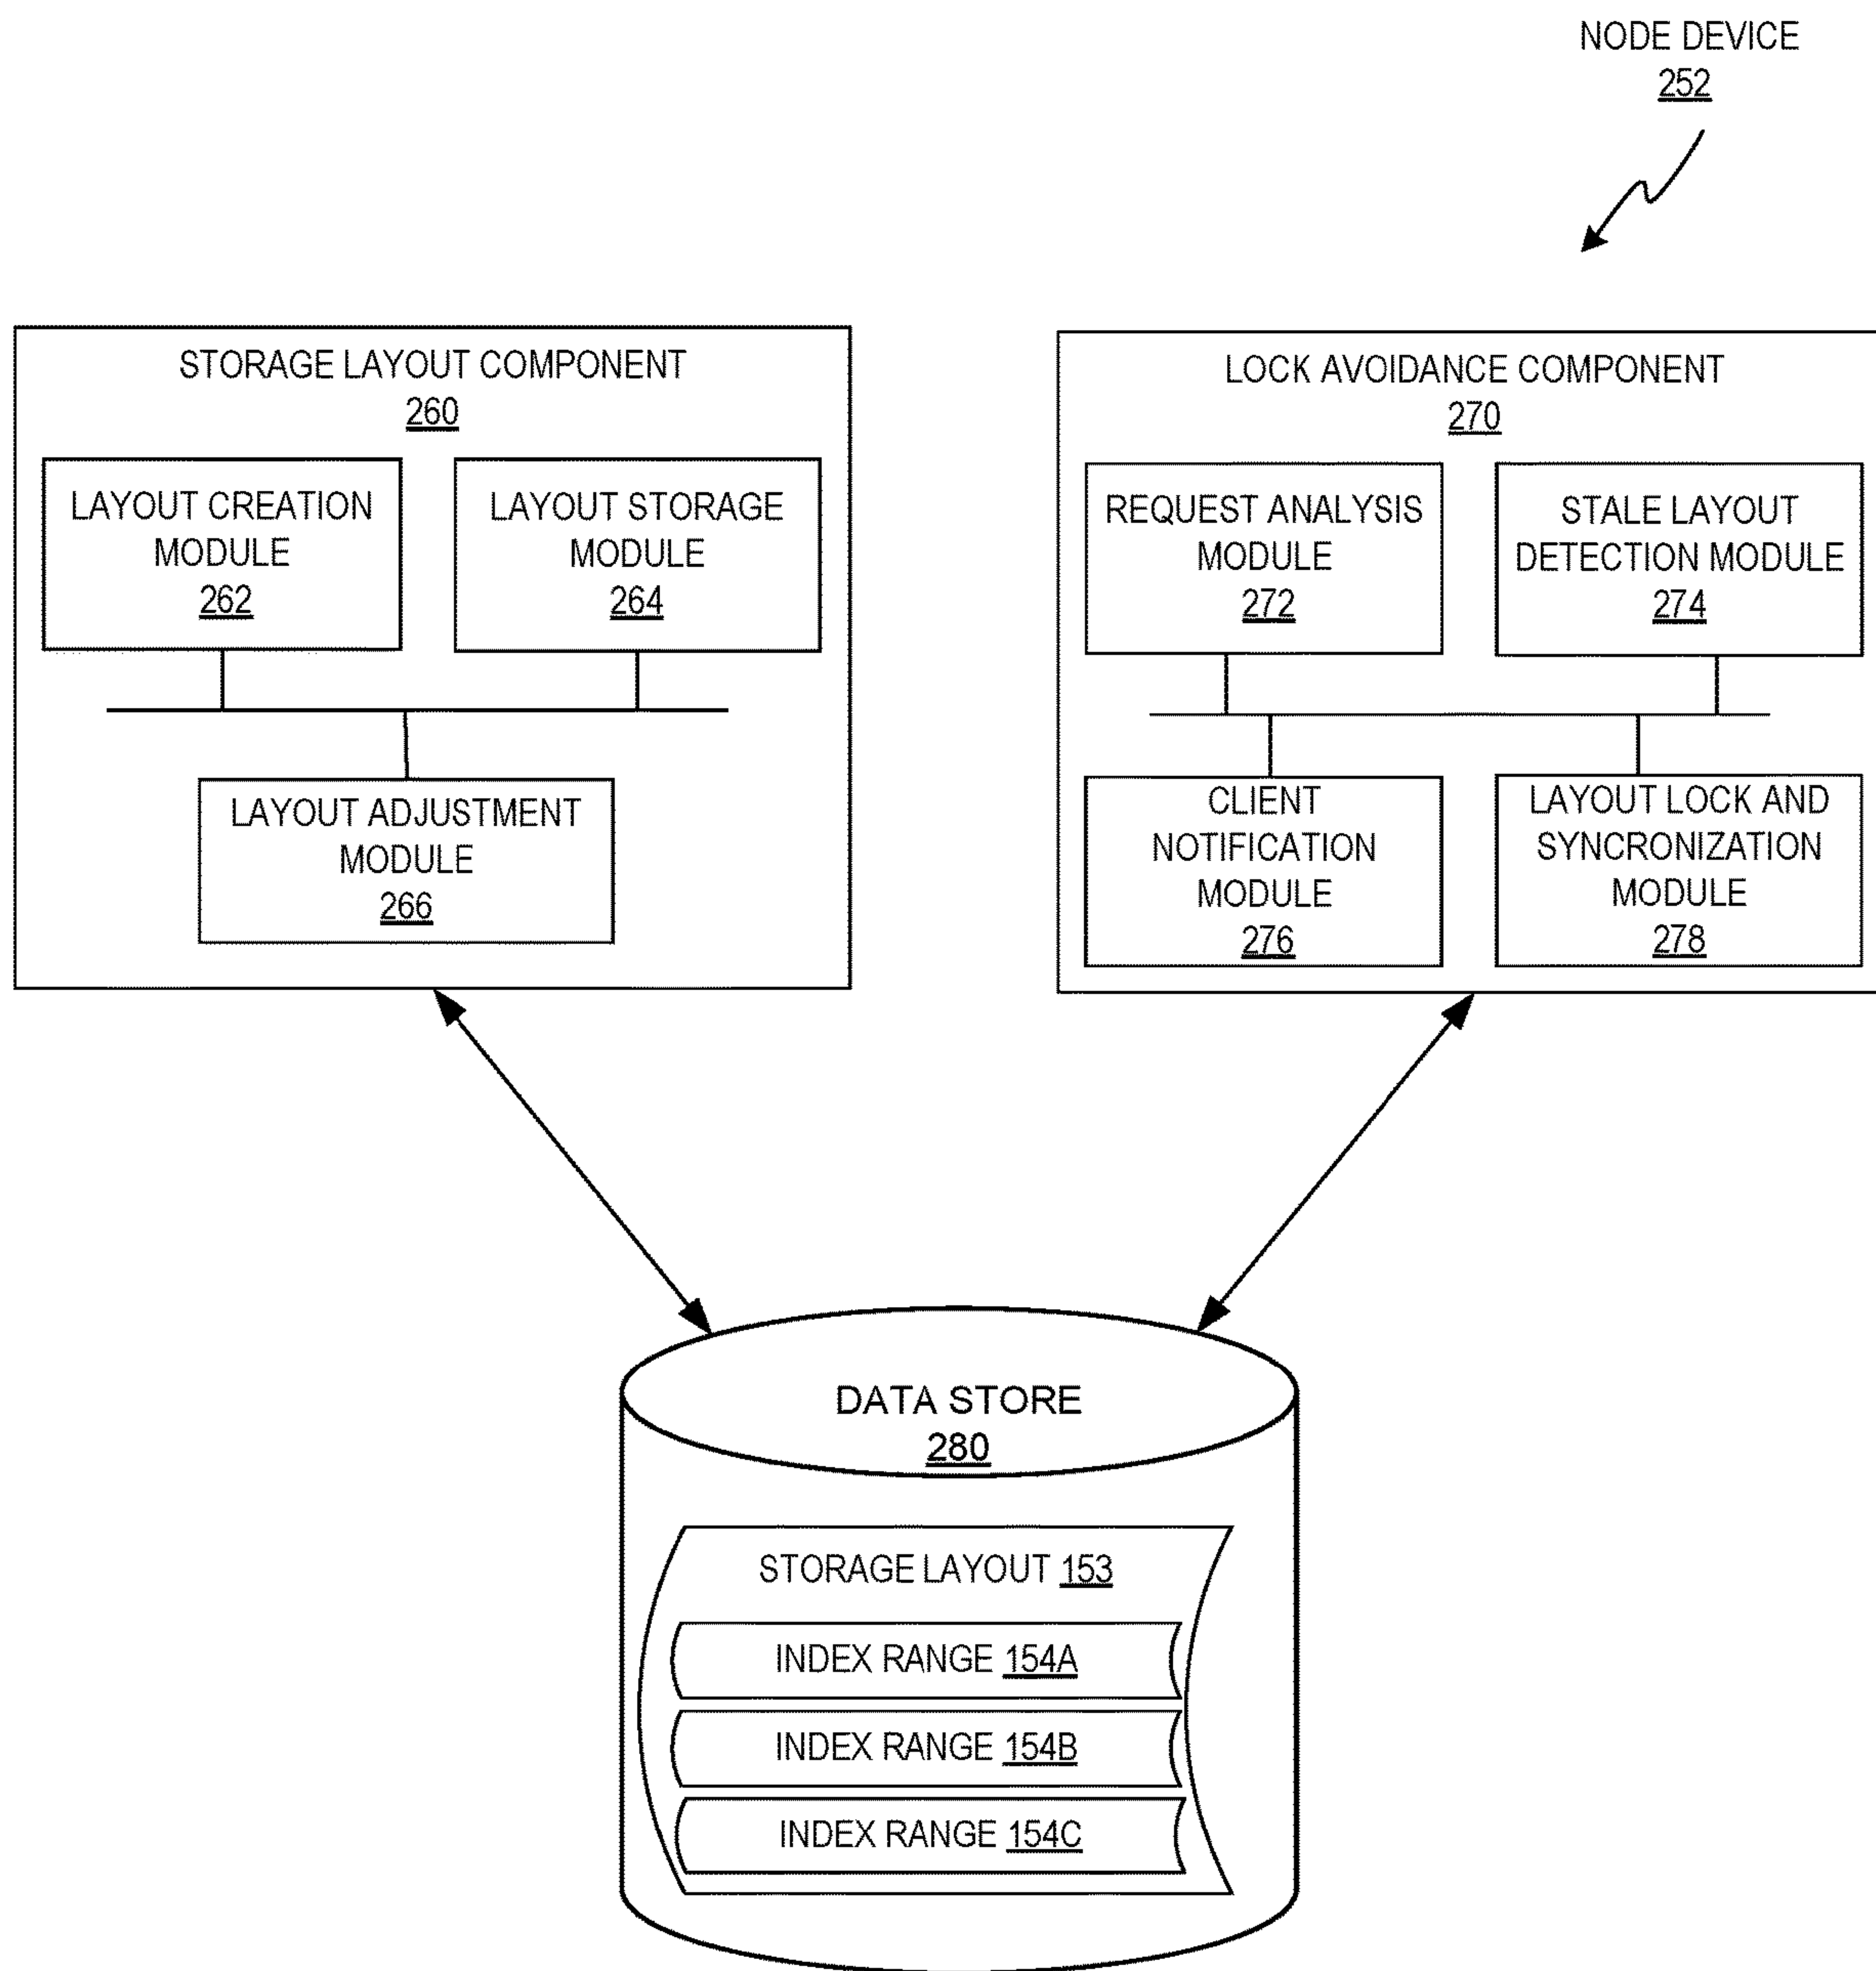 NODE DEVICE
252
STORAGE LAYOUT COMPONENT
260
LAYOUT CREATION
MODULE
262
LAYOUT STORAGE
MODULE
264
LAYOUT ADJUSTMENT
MODULE
266
LOCK AVOIDANCE COMPONENT
270
REQUEST ANALYSIS
MODULE
272
STALE LAYOUT
DETECTION MODULE
274
CLIENT
NOTIFICATION
MODULE
276
LAYOUT LOCK AND
SYNCRONIZATION
MODULE
278
DATA STORE
280
STORAGE LAYOUT 153
INDEX RANGE 154A
INDEX RANGE 154B
INDEX RANGE 154C